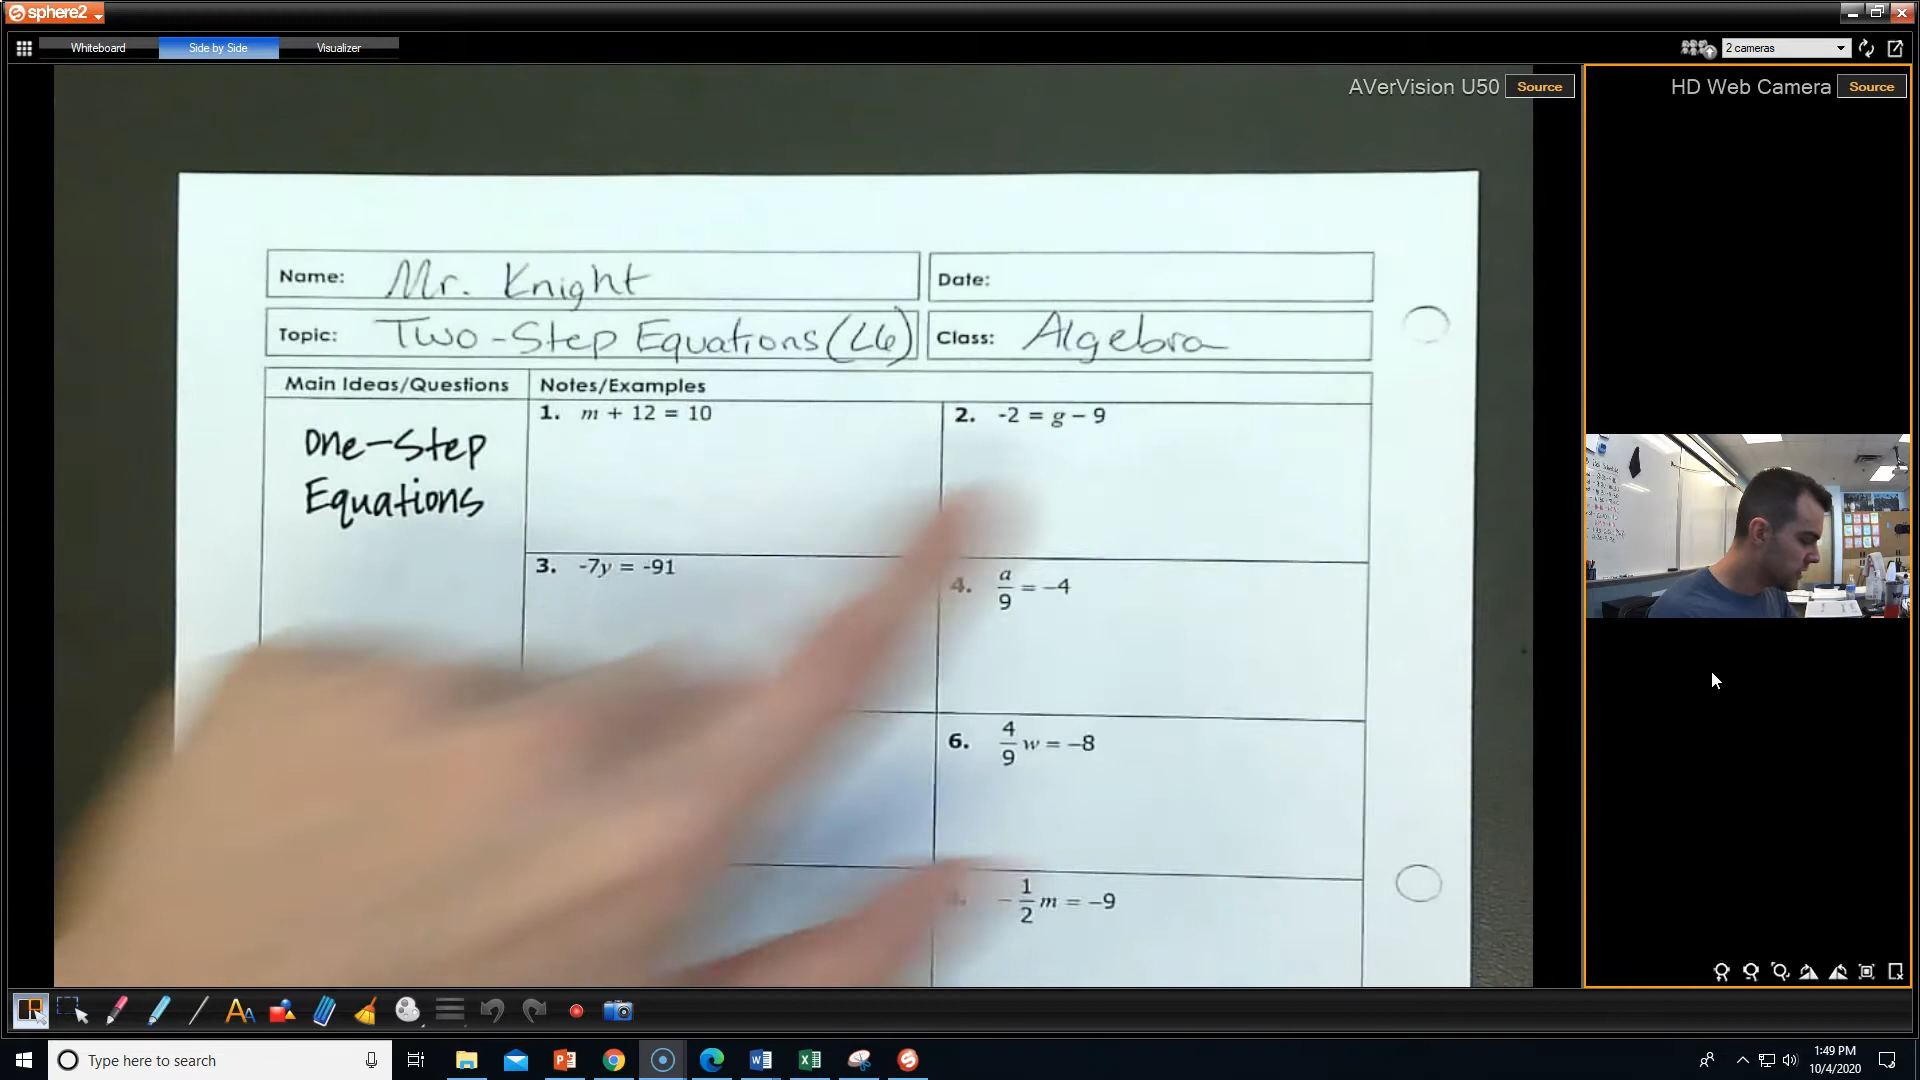 sphere2
Whiteboard
Side by Side
Visualizer
2 cameras
AVerVision U50
Source
HD Web Camera
Source
Name: Mr. Knight
Date:
Topic: Two-Step Equations (L6)
Class: Algebra
Main Ideas/Questions
Notes/Examples
One-Step
Equations
1. m + 12 = 10
2. -2 = g − 9
3. -7y = -91
4. a/9 = −4
6. 4/9 w = −8
- 1/2 m = −9
Type here to search
1:49 PM
10/4/2020